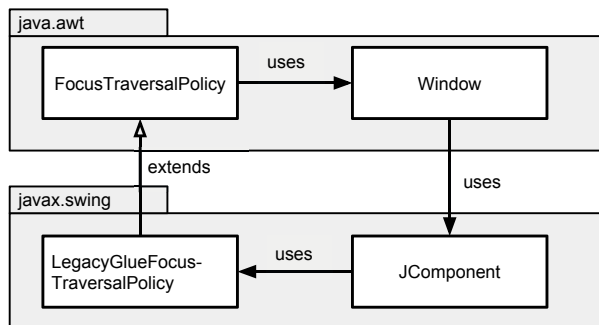 java.awt
FocusTraversalPolicy
uses
Window
extends
uses
javax.swing
LegacyGlueFocus-
TraversalPolicy
uses
JComponent